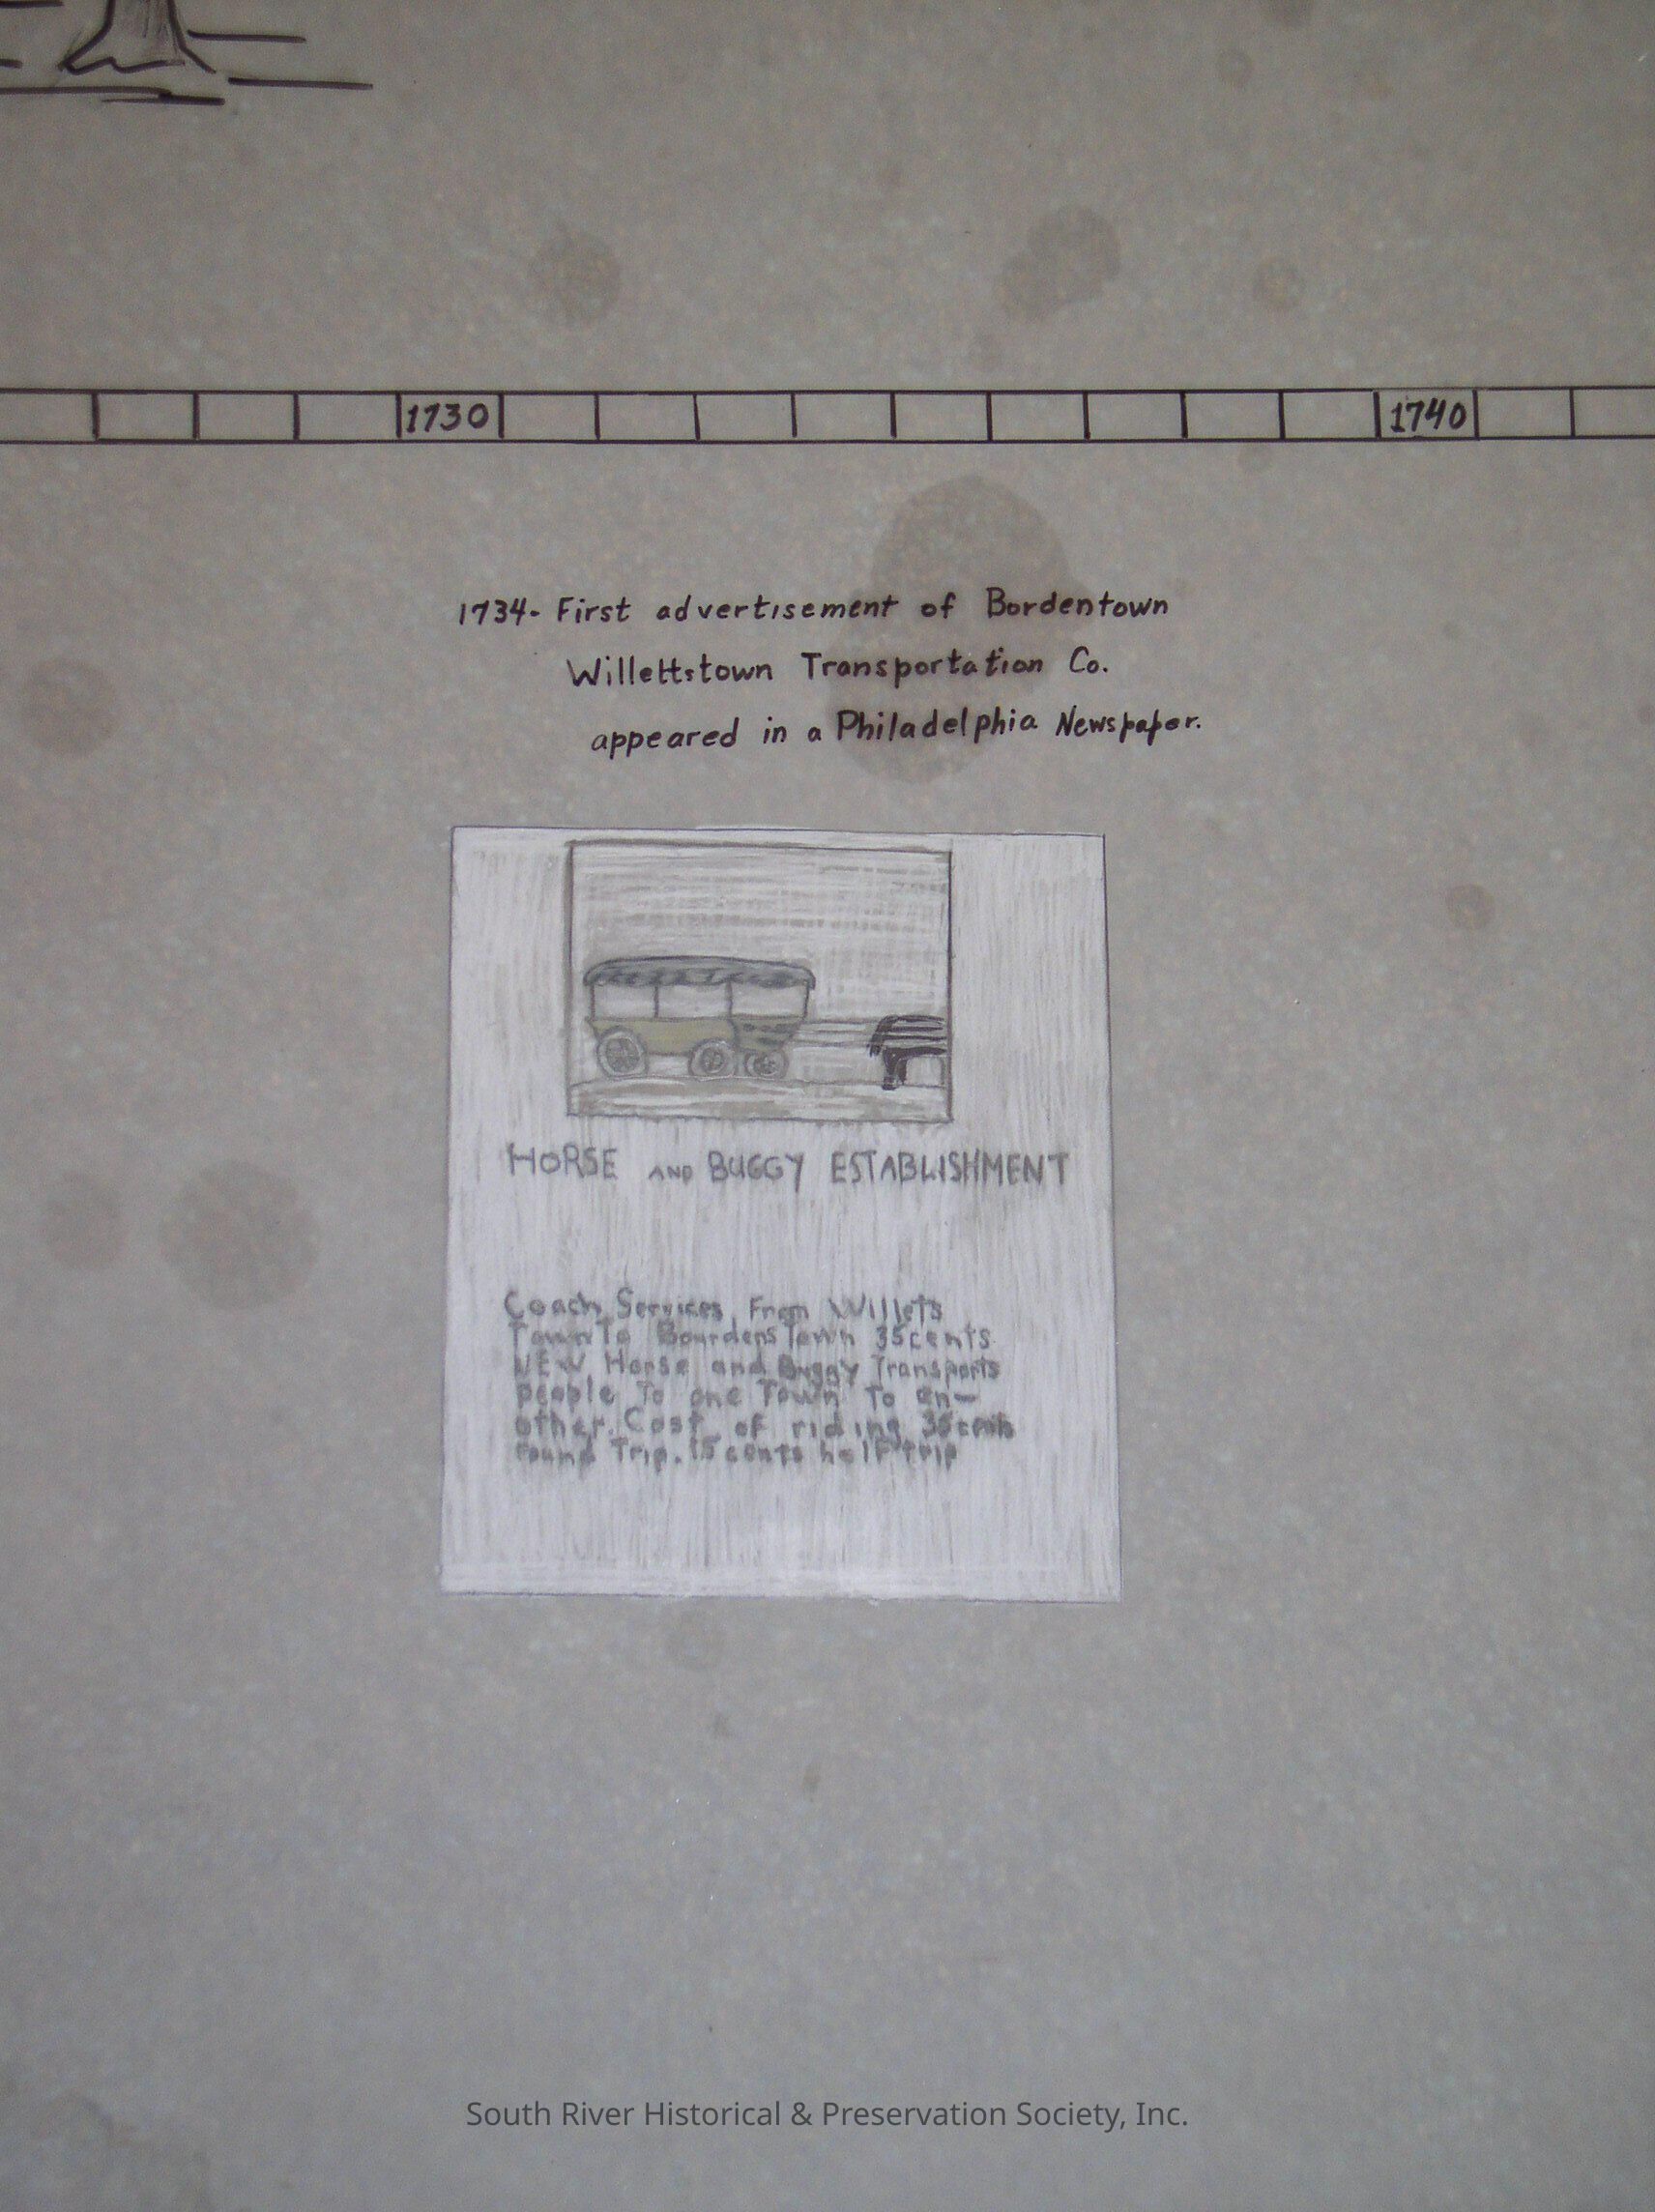 1730 1740
1734- First advertisement of Bordentown
Willettstown Transportation Co.
appeared in a Philadelphia Newspaper.
HORSE AND BUGGY ESTABLISHMENT
Coach Services From Willets
Town To Bourdens Town 35cents
NEW Horse and Buggy Transports
people To one Town To an-
other. Cost of riding 35cents
round Trip. 15 cents half trip
South River Historical & Preservation Society, Inc.